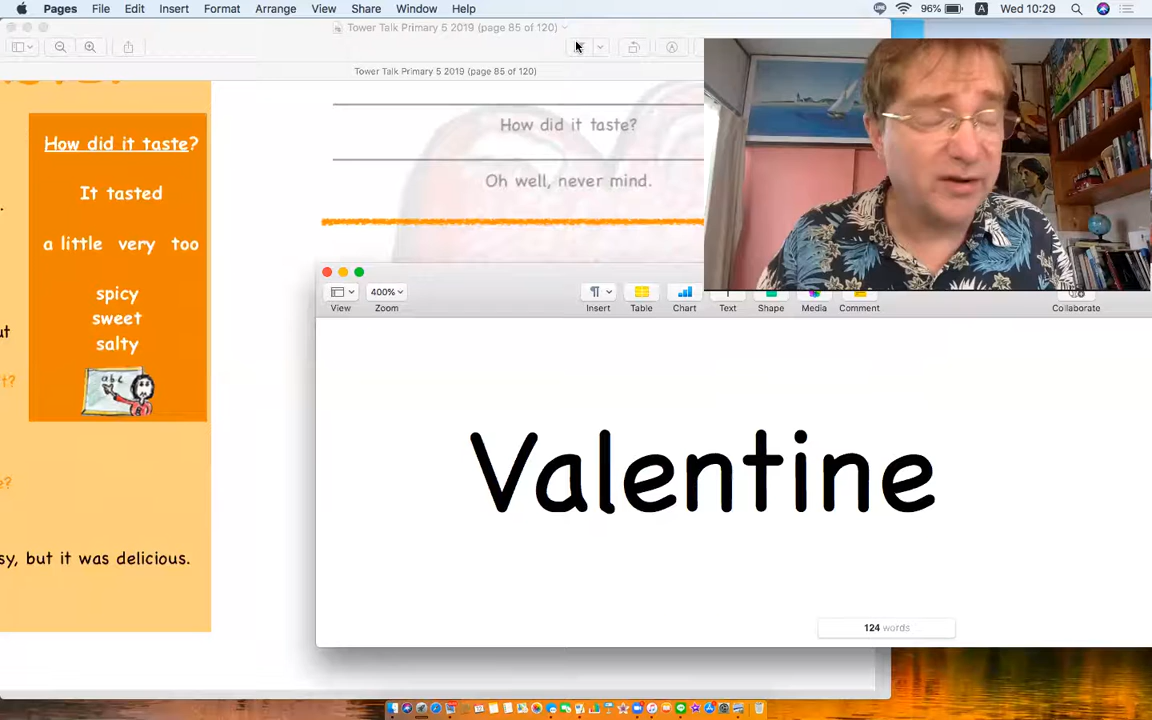 Pages File Edit Insert Format Arrange View Share Window Help 96% A Wed 10:29
Tower Talk Primary 5 2019 (page 85 of 120)
Tower Talk Primary 5 2019 (page 85 of 120)
How did it taste?
It tasted
a little very too
spicy
sweet
salty
abc
sy, but it was delicious.
How did it taste?
Oh well, never mind.
400%
View Zoom Insert Table Chart Text Shape Media Comment Collaborate
Valentine
124 words